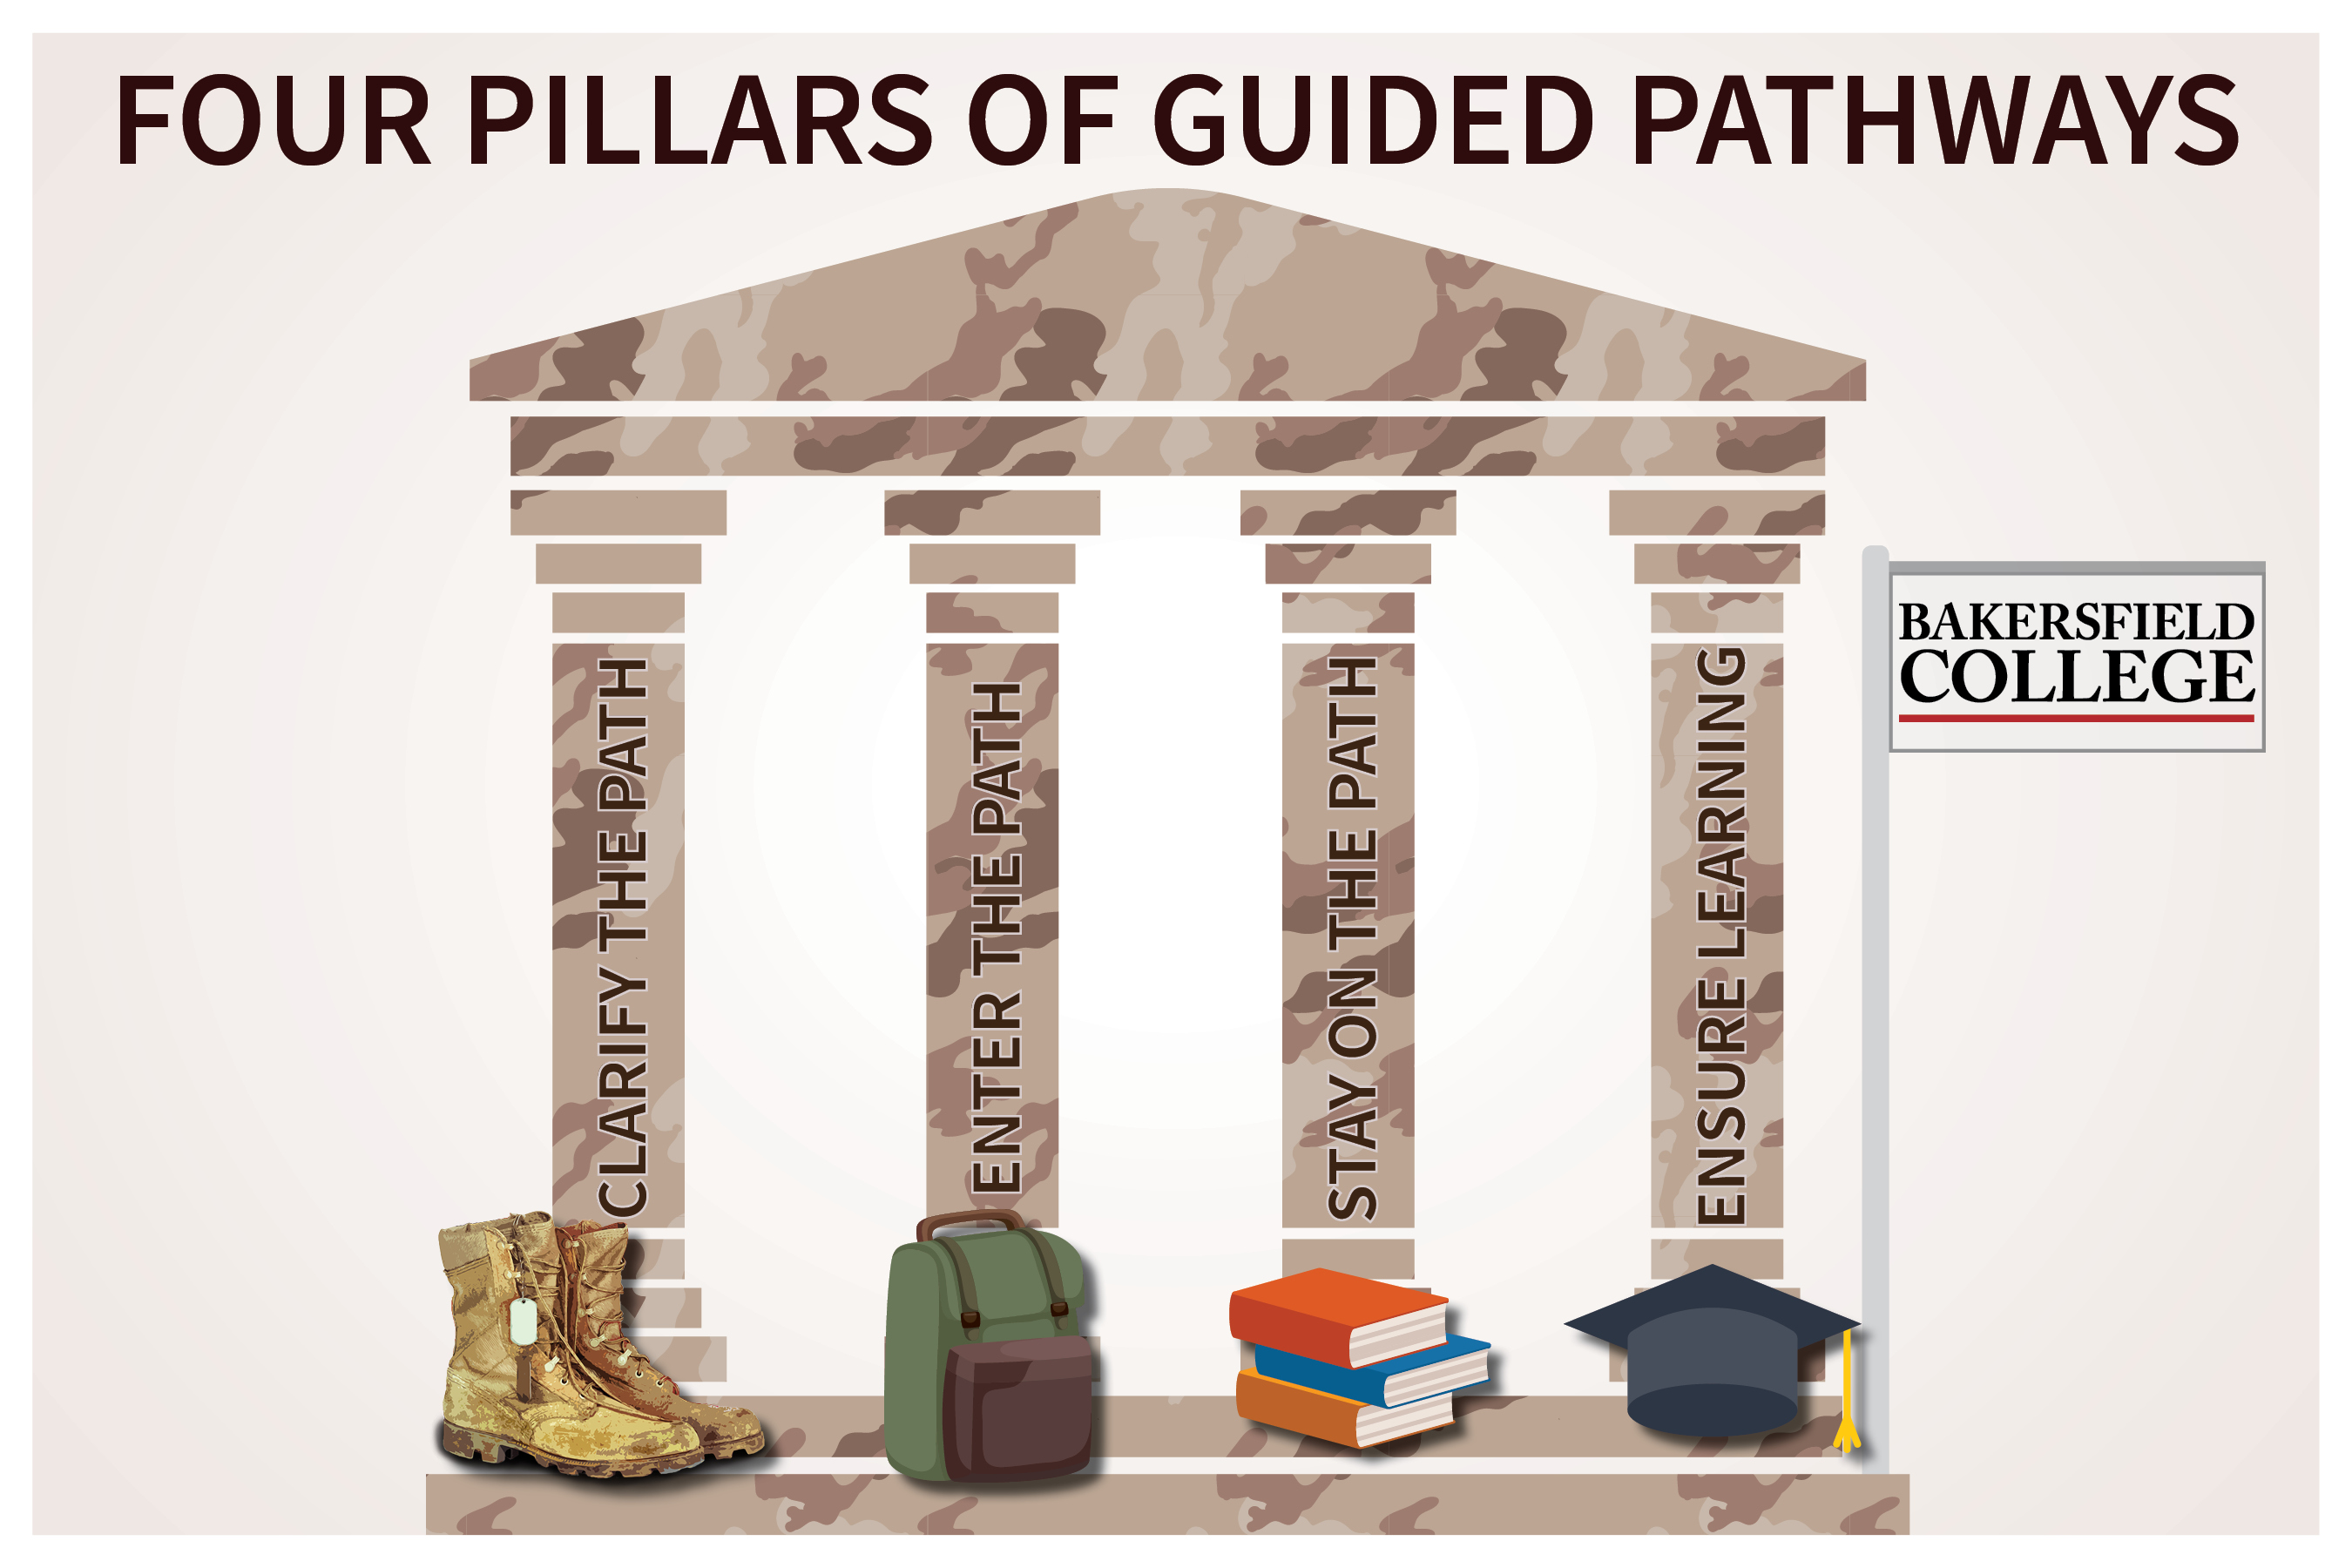 FOUR PILLARS OF GUIDED PATHWAYS
CLARIFY THE PATH
ENTER THE PATH
STAY ON THE PATH
ENSURE LEARNING
BAKERSFIELD
COLLEGE